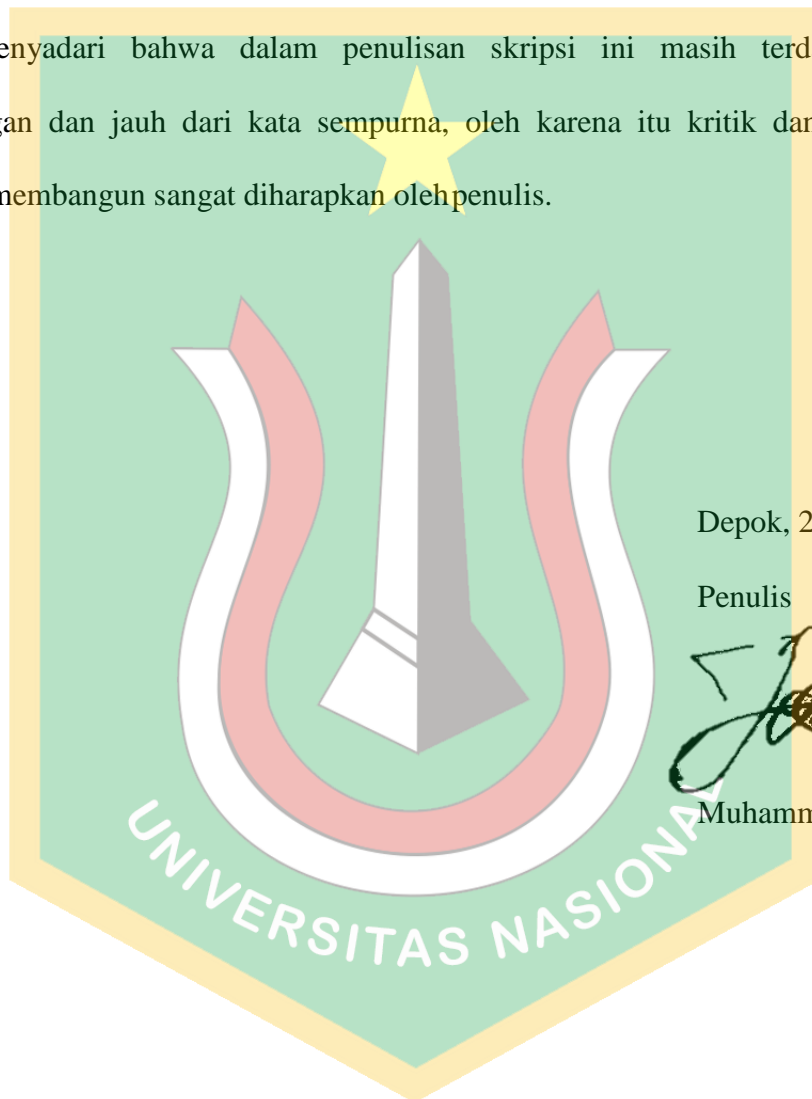 enyadari bahwa dalam penulisan skripsi ini masih terd
gan dan jauh dari kata sempurna, oleh karena itu kritik dan
membangun sangat diharapkan olehpenulis.
Depok, 2
Penulis
Muhamm
UNIVERSITAS NASIONAL